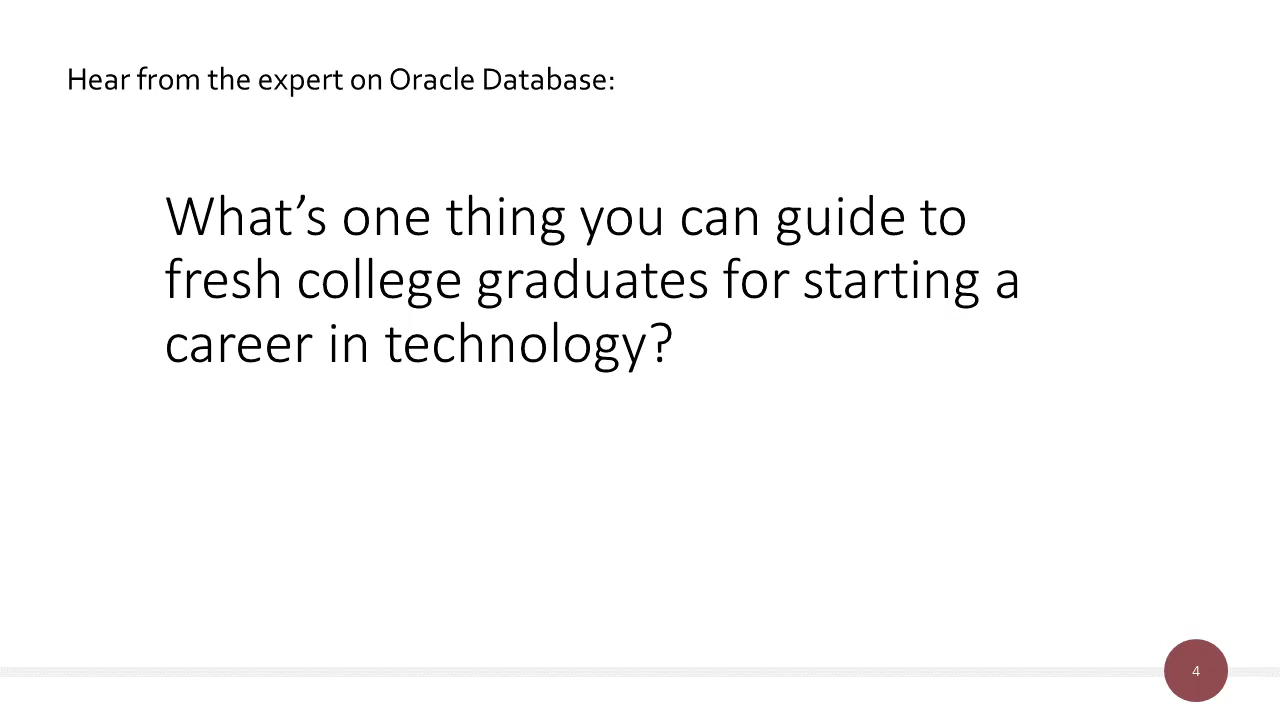 Hear from the expert on Oracle Database:
What’s one thing you can guide to
fresh college graduates for starting a
career in technology?
4